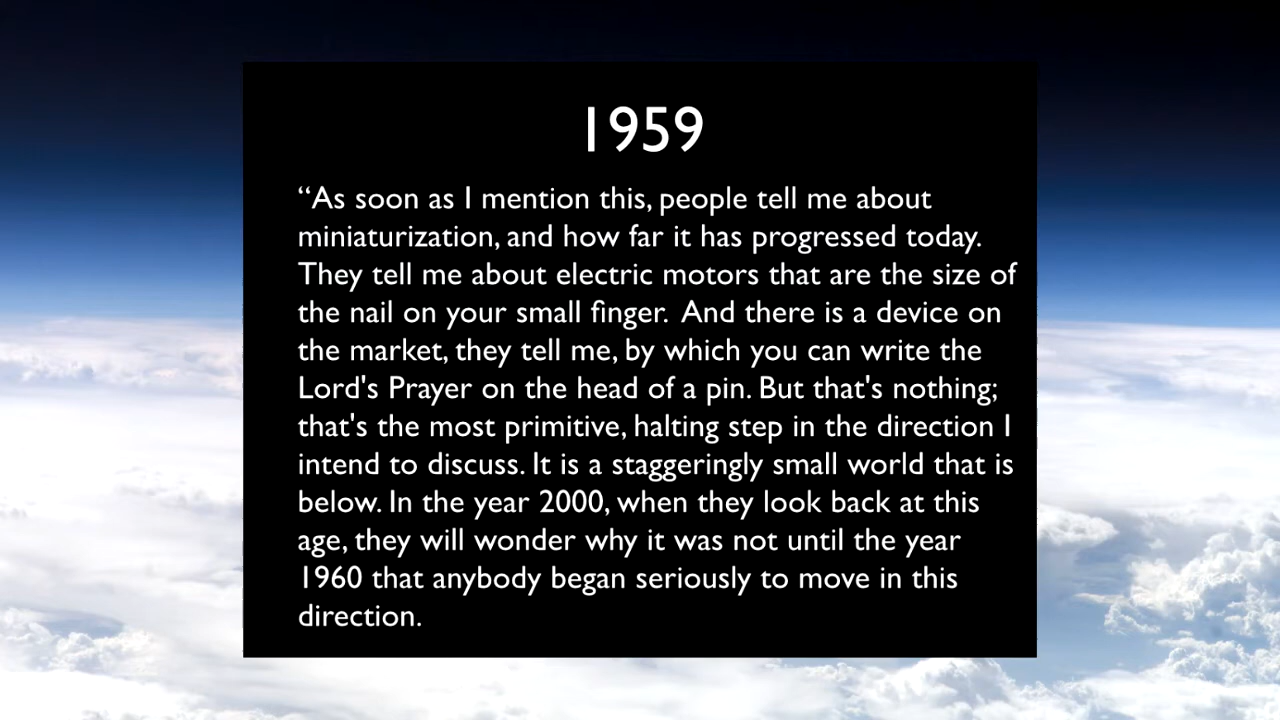 1959
“As soon as I mention this, people tell me about
miniaturization, and how far it has progressed today.
They tell me about electric motors that are the size of
the nail on your small finger.  And there is a device on
the market, they tell me, by which you can write the
Lord's Prayer on the head of a pin. But that's nothing;
that's the most primitive, halting step in the direction I
intend to discuss. It is a staggeringly small world that is
below. In the year 2000, when they look back at this
age, they will wonder why it was not until the year
1960 that anybody began seriously to move in this
direction.